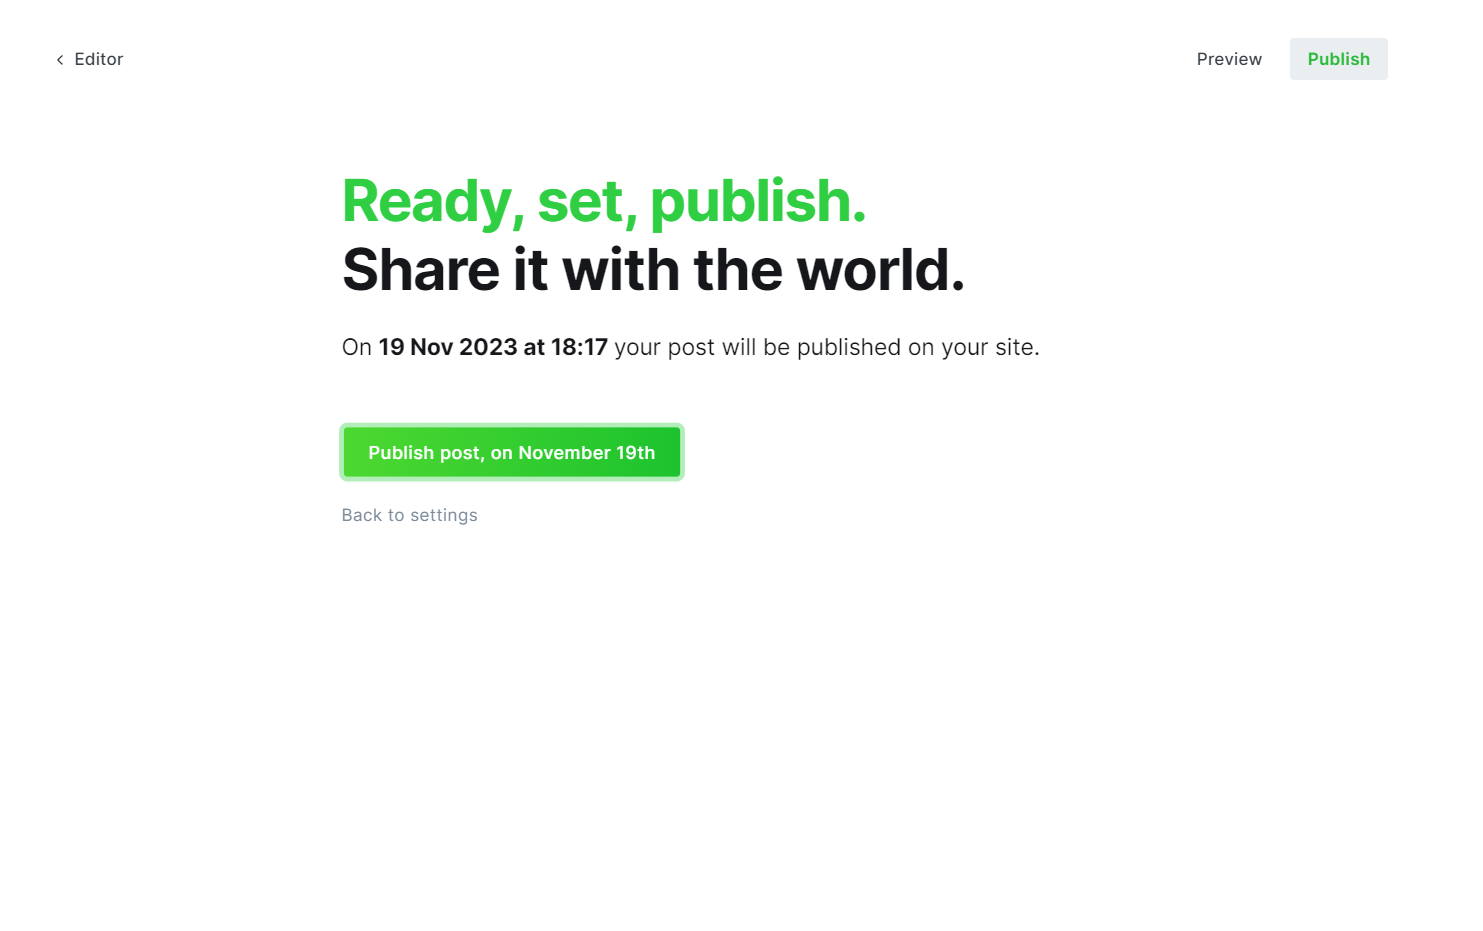 Editor
Preview
Publish
Ready, set, publish.
Share it with the world.
On 19 Nov 2023 at 18:17 your post will be published on your site.
Publish post, on November 19th
Back to settings